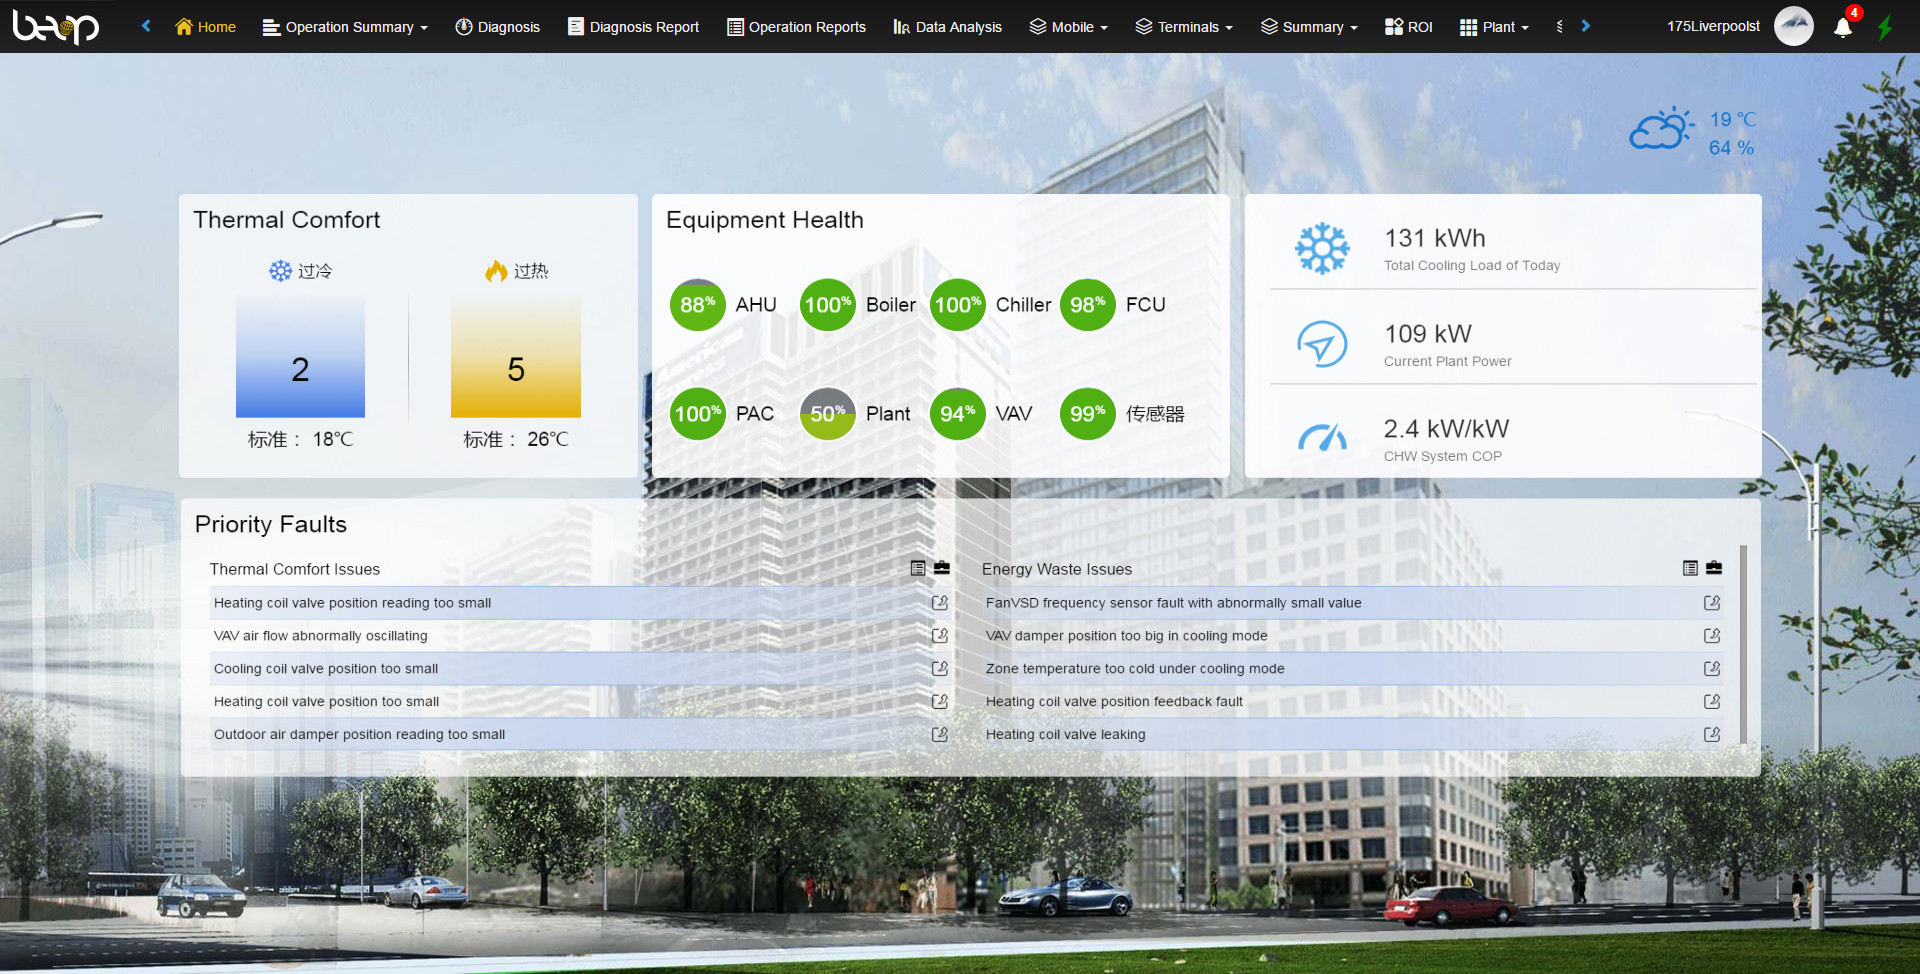 beop
Home
Operation Summary
Diagnosis
Diagnosis Report
Operation Reports
Data Analysis
Mobile
Terminals
Summary
ROI
Plant
175Liverpoolst
4
19 ℃
64 %
Thermal Comfort
过冷
过热
2
5
标准： 18℃
标准： 26℃
Equipment Health
88% AHU
100% Boiler
100% Chiller
98% FCU
100% PAC
50% Plant
94% VAV
99% 传感器
131 kWh
Total Cooling Load of Today
109 kW
Current Plant Power
2.4 kW/kW
CHW System COP
Priority Faults
Thermal Comfort Issues
Heating coil valve position reading too small
VAV air flow abnormally oscillating
Cooling coil valve position too small
Heating coil valve position too small
Outdoor air damper position reading too small
Energy Waste Issues
FanVSD frequency sensor fault with abnormally small value
VAV damper position too big in cooling mode
Zone temperature too cold under cooling mode
Heating coil valve position feedback fault
Heating coil valve leaking